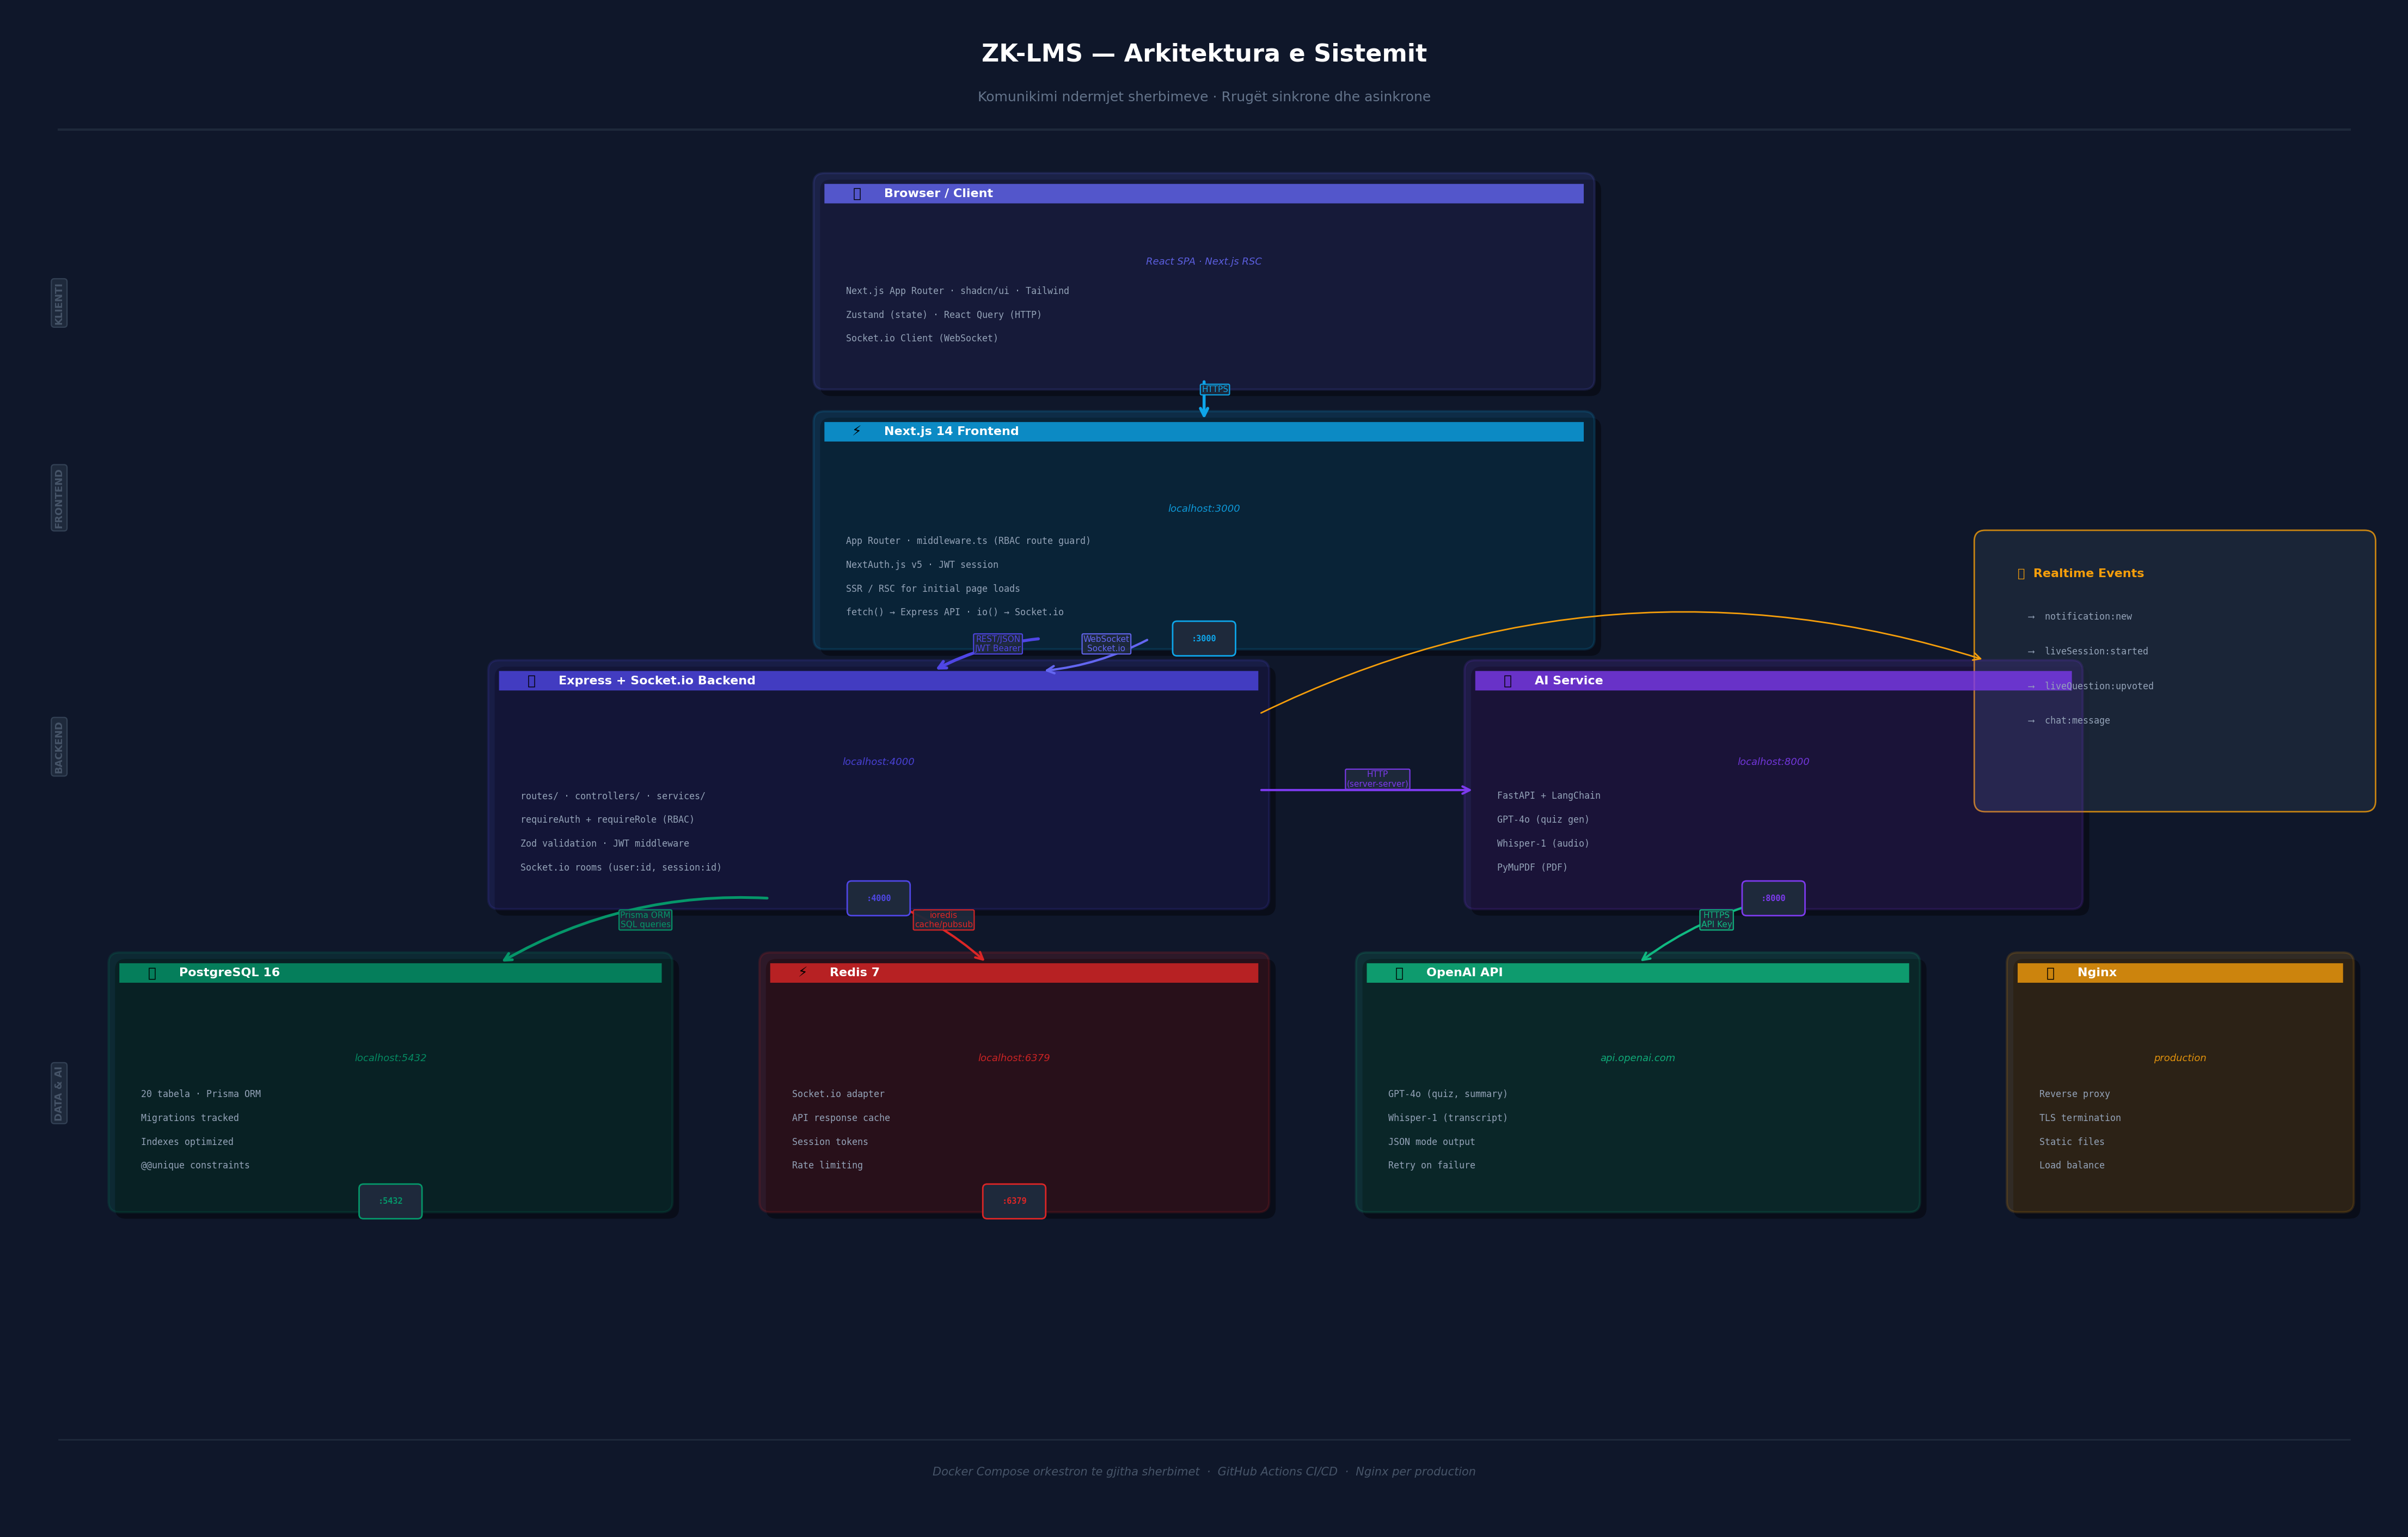 ZK-LMS — Arkitektura e Sistemit
Komunikimi ndermjet sherbimeve · Rrugët sinkrone dhe asinkrone
KLIENTI
Browser / Client
React SPA · Next.js RSC
Next.js App Router · shadcn/ui · Tailwind
Zustand (state) · React Query (HTTP)
Socket.io Client (WebSocket)
HTTPS
FRONTEND
⚡ Next.js 14 Frontend
localhost:3000
App Router · middleware.ts (RBAC route guard)
NextAuth.js v5 · JWT session
SSR / RSC for initial page loads
fetch() → Express API · io() → Socket.io
:3000
REST/JSON
JWT Bearer
WebSocket
Socket.io
Realtime Events
→ notification:new
→ liveSession:started
→ liveQuestion:upvoted
→ chat:message
BACKEND
Express + Socket.io Backend
localhost:4000
routes/ · controllers/ · services/
requireAuth + requireRole (RBAC)
Zod validation · JWT middleware
Socket.io rooms (user:id, session:id)
:4000
HTTP
(server-server)
AI Service
localhost:8000
FastAPI + LangChain
GPT-4o (quiz gen)
Whisper-1 (audio)
PyMuPDF (PDF)
:8000
Prisma ORM
SQL queries
ioredis
cache/pubsub
HTTPS
API Key
DATA & AI
PostgreSQL 16
localhost:5432
20 tabela · Prisma ORM
Migrations tracked
Indexes optimized
@@unique constraints
:5432
⚡ Redis 7
localhost:6379
Socket.io adapter
API response cache
Session tokens
Rate limiting
:6379
OpenAI API
api.openai.com
GPT-4o (quiz, summary)
Whisper-1 (transcript)
JSON mode output
Retry on failure
Nginx
production
Reverse proxy
TLS termination
Static files
Load balance
Docker Compose orkestron te gjitha sherbimet · GitHub Actions CI/CD · Nginx per production